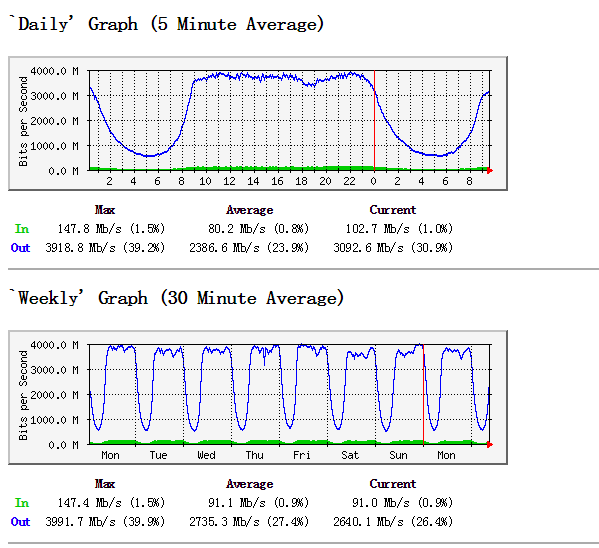 `Daily' Graph (5 Minute Average)
4000.0 M
3000.0 M
2000.0 M
1000.0 M
0.0 M
Bits per Second
2 4 6 8 10 12 14 16 18 20 22 0 2 4 6 8
Max Average Current
In 147.8 Mb/s (1.5%) 80.2 Mb/s (0.8%) 102.7 Mb/s (1.0%)
Out 3918.8 Mb/s (39.2%) 2386.6 Mb/s (23.9%) 3092.6 Mb/s (30.9%)
`Weekly' Graph (30 Minute Average)
4000.0 M
3000.0 M
2000.0 M
1000.0 M
0.0 M
Bits per Second
Mon Tue Wed Thu Fri Sat Sun Mon
Max Average Current
In 147.4 Mb/s (1.5%) 91.1 Mb/s (0.9%) 91.0 Mb/s (0.9%)
Out 3991.7 Mb/s (39.9%) 2735.3 Mb/s (27.4%) 2640.1 Mb/s (26.4%)